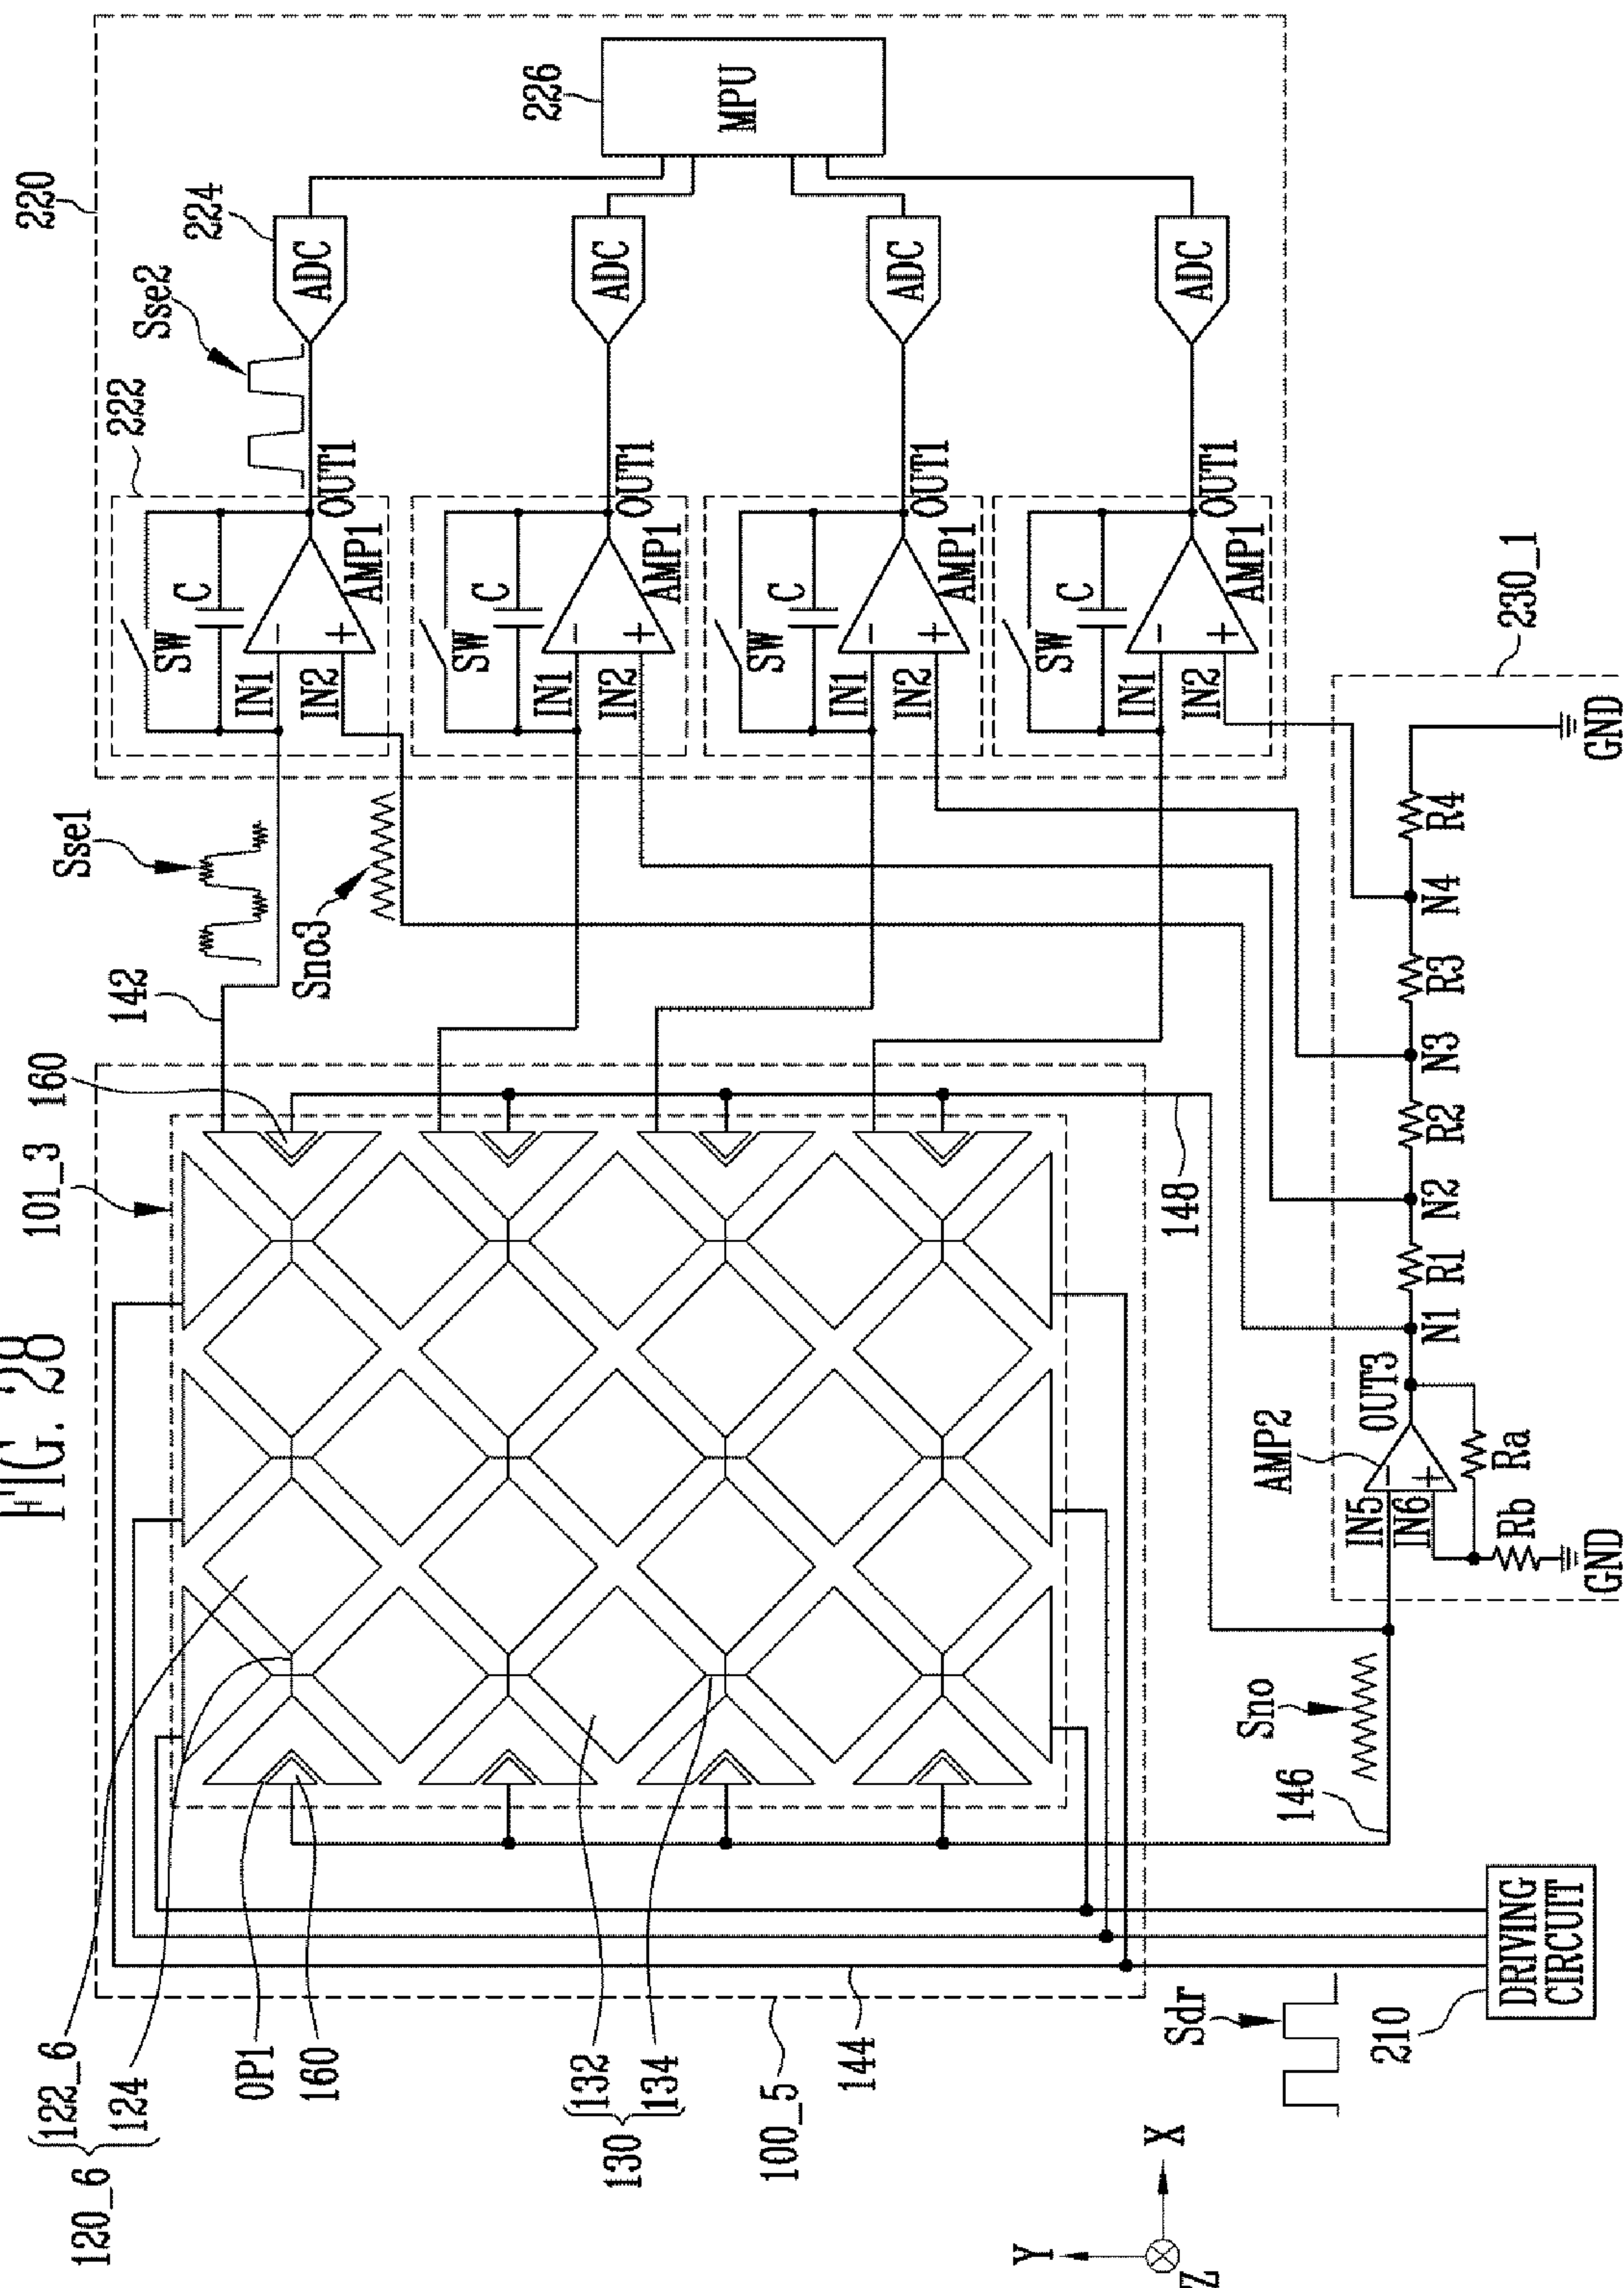 FIG. 28
220
226
MPU
224
Sse2
222
ADC
ADC
ADC
ADC
OUT1
OUT1
OUT1
OUT1
SW
C
IN1
IN2
AMP1
SW
C
IN1
IN2
AMP1
SW
C
IN1
IN2
AMP1
SW
C
IN1
IN2
AMP1
Sse1
Sno3
142
160
101_3
148
230_1
GND
R4
N4
R3
N3
R2
N2
R1
N1
OUT3
AMP2
IN5
IN6
Ra
Rb
GND
Sno
146
122_6
124
120_6
OP1
160
132
134
130
100_5
144
Sdr
210
DRIVING
CIRCUIT
X
Y
Z